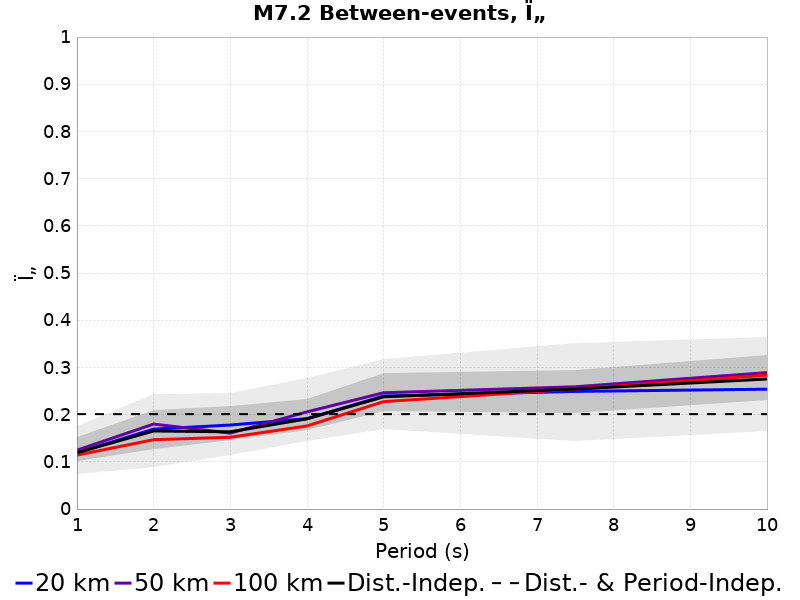 M7.2 Between-events, Ï„
1
0.9
0.8
0.7
0.6
0.5
0.4
0.3
0.2
0.1
0
Ï„
1 2 3 4 5 6 7 8 9 10
Period (s)
20 km 50 km 100 km Dist.-Indep. Dist.- & Period-Indep.